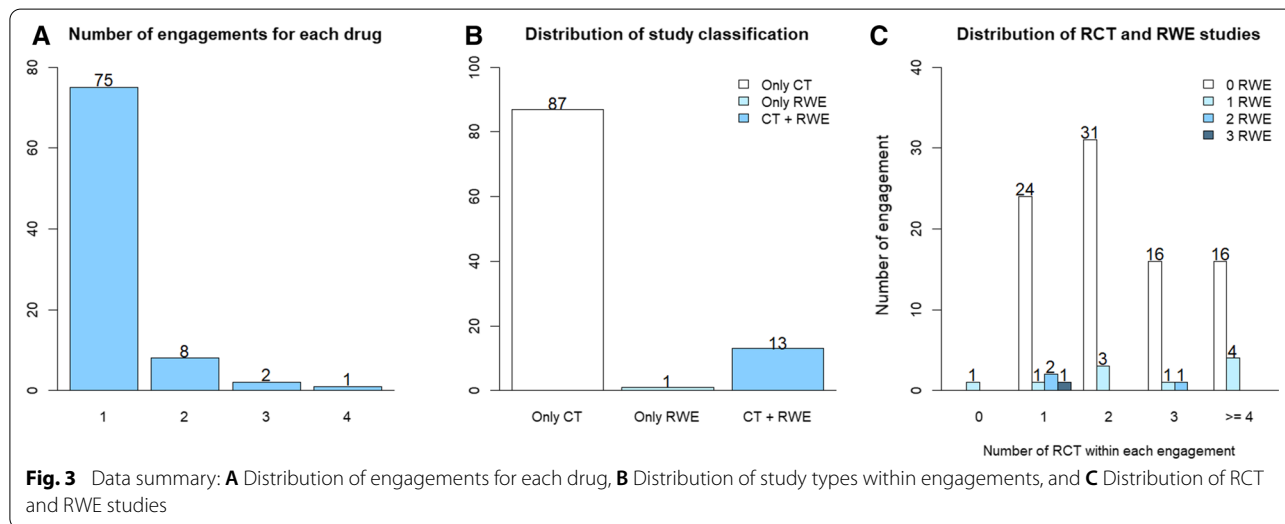 A Number of engagements for each drug
80
60
40
20
0
75
8
2
1
1 2 3 4
B Distribution of study classification
100
80
60
40
20
0
Only CT
Only RWE
CT + RWE
87
1
13
Only CT Only RWE CT + RWE
C Distribution of RCT and RWE studies
Number of engagement
40
30
20
10
0
0 RWE
1 RWE
2 RWE
3 RWE
1
24
1 2 1
31
3
16
1 1
16
4
0 1 2 3 >= 4
Number of RCT within each engagement
Fig. 3 Data summary: A Distribution of engagements for each drug, B Distribution of study types within engagements, and C Distribution of RCT
and RWE studies